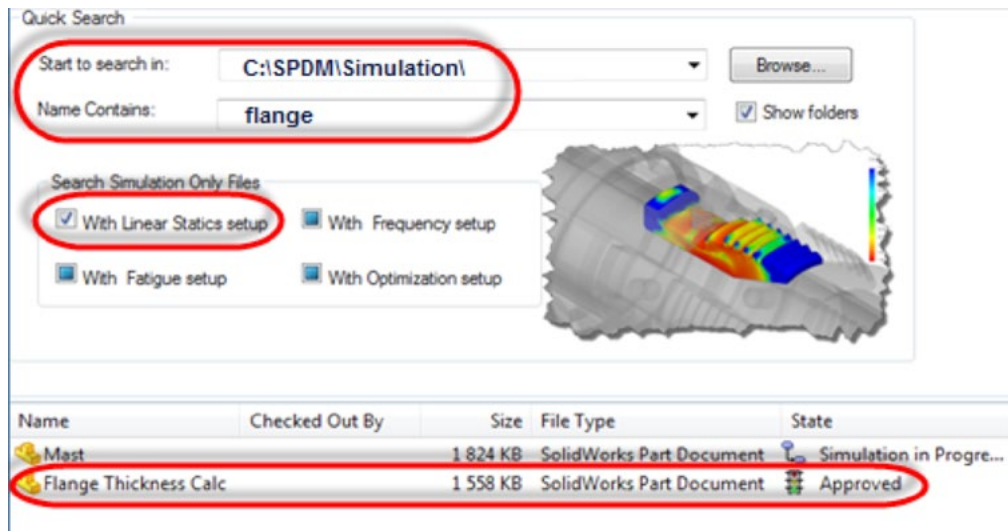 Quick Search
Start to search in: C:\SPDM\Simulation\ Browse...
Name Contains: flange Show folders
Search Simulation Only Files
With Linear Statics setup With Frequency setup
With Fatigue setup With Optimization setup
Name Checked Out By Size File Type State
Mast 1 824 KB SolidWorks Part Document Simulation in Progre...
Flange Thickness Calc 1 558 KB SolidWorks Part Document Approved